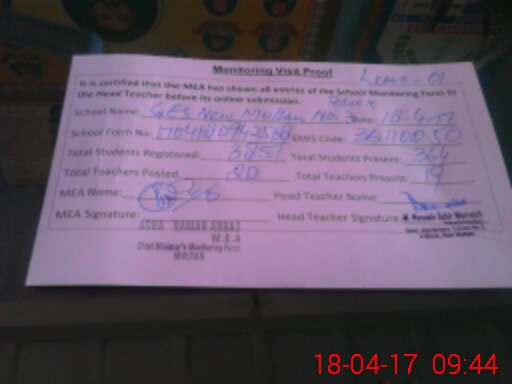 Monitoring Visit Proof
Leave - 01
It is certified that the MEA has shown all entries of the School Monitoring Form to
the Head Teacher before its online submission.
School Name: GES New Multan No. 3 Block Date: 18-4-17
School Form No: EMIS Code: 36110050
Total Students Registered: 385 Total Students Present: 364
Total Teachers Posted: 20 Total Teachers Present: 19
MEA Name: Head Teacher Name:
MEA Signature: Head Teacher Signature:
ABBAS
M.E.A
Chief Minister's Monitoring Force
MULTAN
18-04-17 09:44